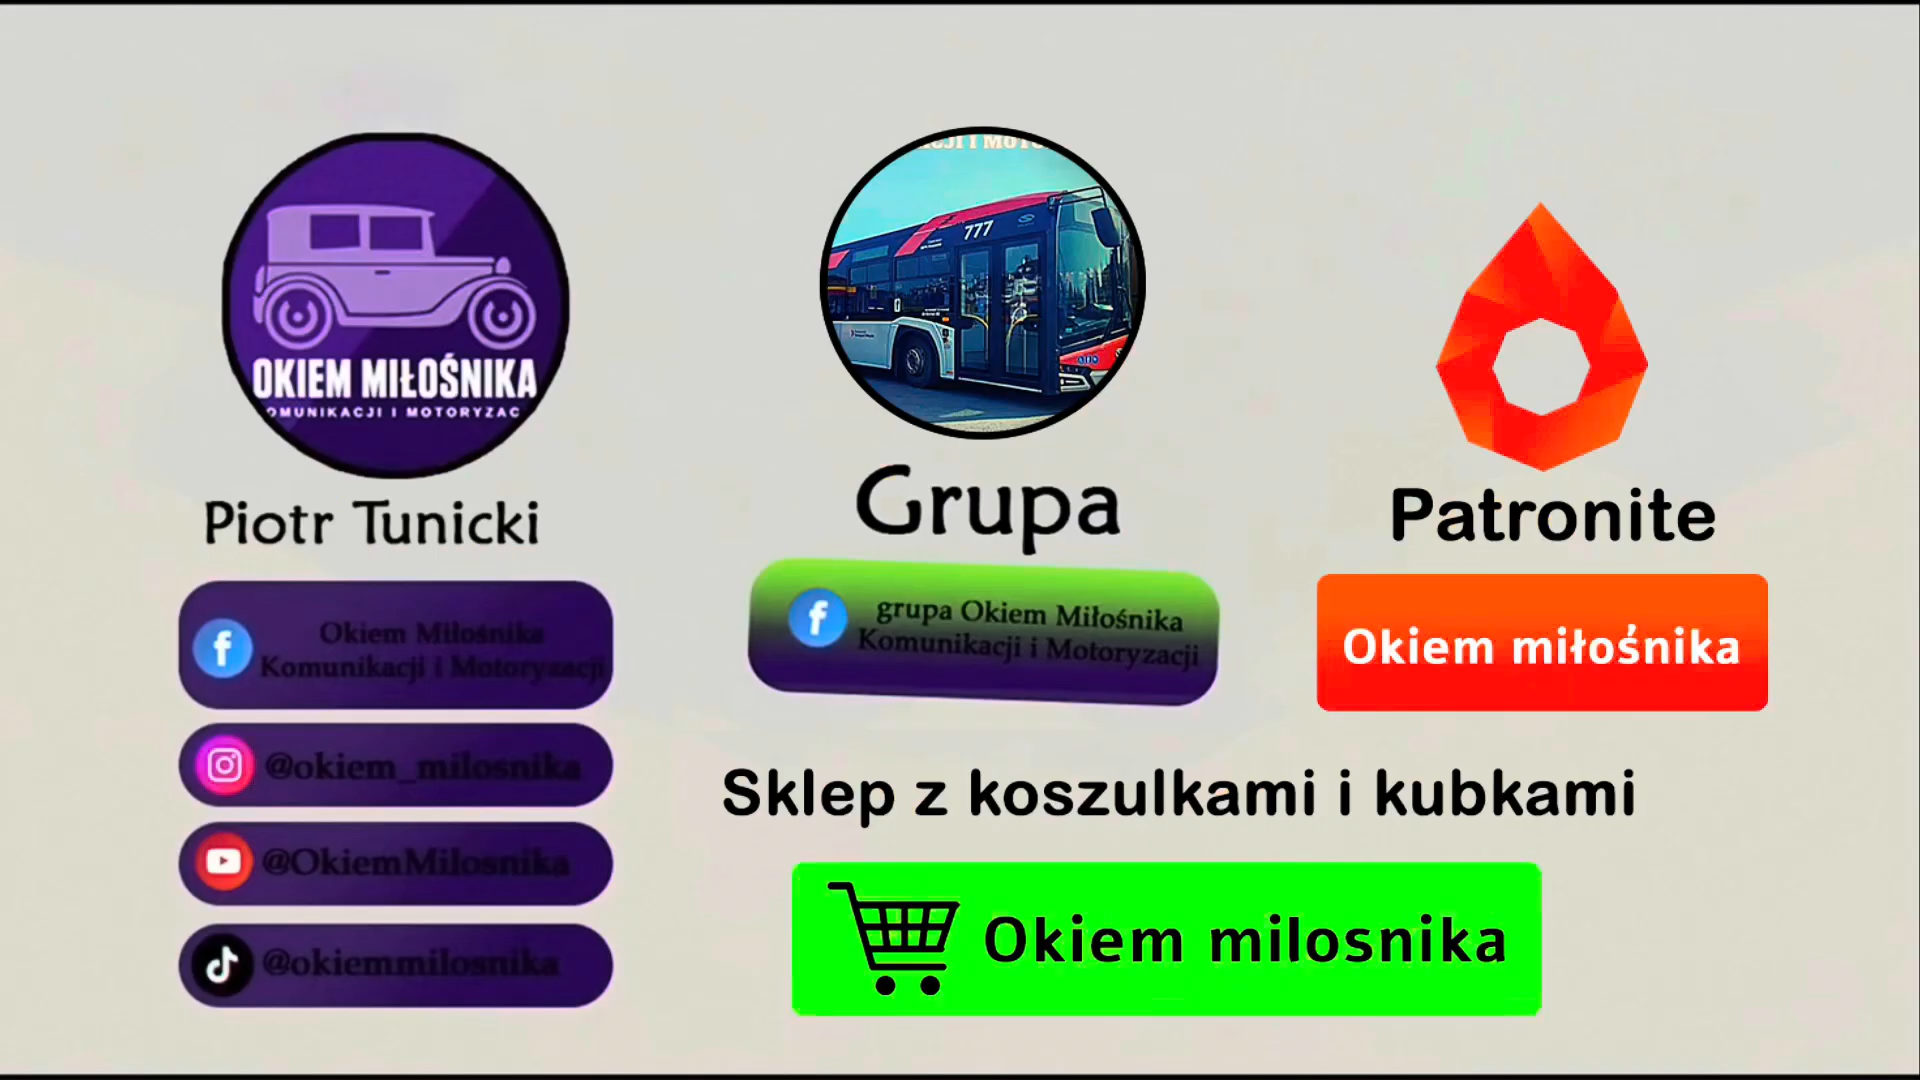 OKIEM MIŁOŚNIKA
OMUNIKACJI I MOTORYZAC
Piotr Tunicki
Okiem Miłośnika
Komunikacji i Motoryzacji
@okiem_milosnika
@OkiemMilosnika
@okiemmilosnika
777
Grupa
grupa Okiem Miłośnika
Komunikacji i Motoryzacji
Patronite
Okiem miłośnika
Sklep z koszulkami i kubkami
Okiem milosnika